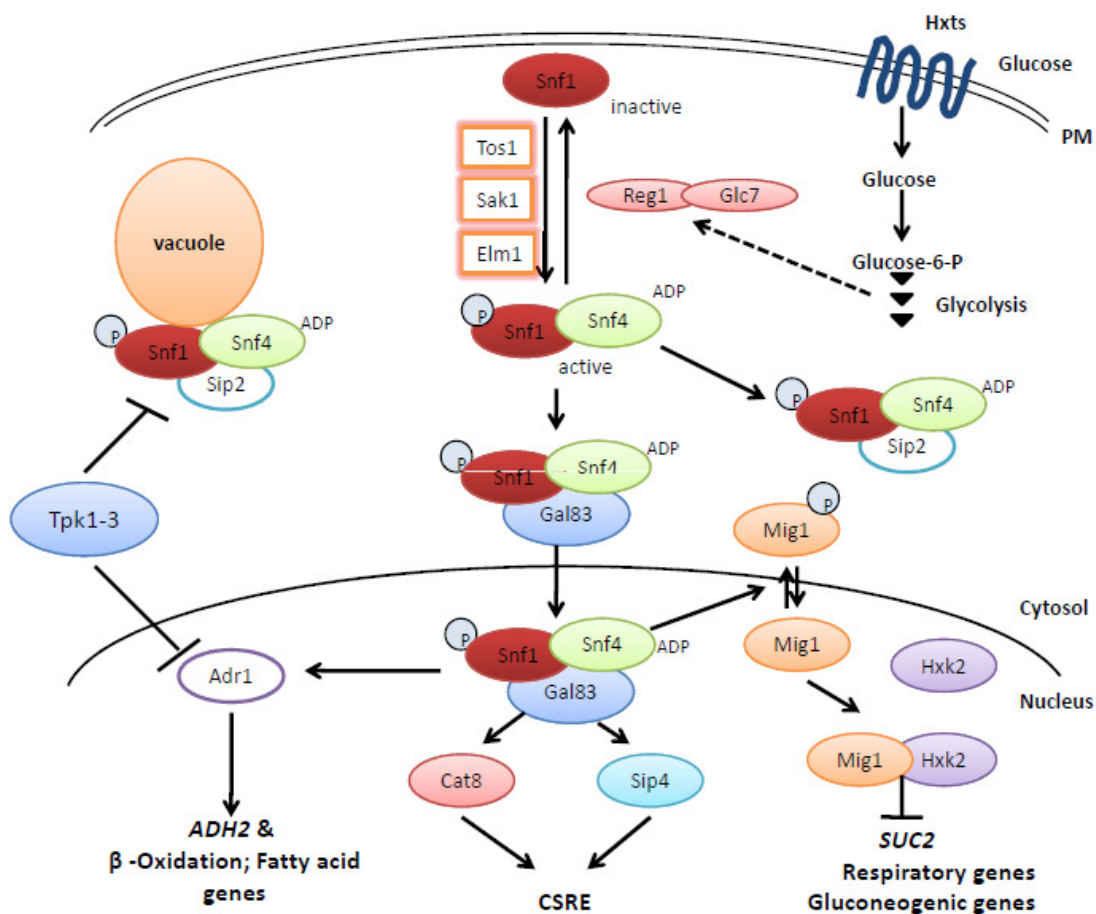 Hxts
Glucose
PM
Snf1
inactive
Tos1
Sak1
Elm1
Reg1
Glc7
Glucose
Glucose-6-P
Glycolysis
vacuole
P
Snf1
Snf4
ADP
Sip2
P
Snf1
Snf4
ADP
active
P
Snf1
Snf4
ADP
Sip2
P
Snf1
Snf4
ADP
Gal83
Tpk1-3
P
Mig1
Cytosol
P
Snf1
Snf4
ADP
Gal83
Mig1
Hxk2
Nucleus
Adr1
Cat8
Sip4
Mig1
Hxk2
ADH2 &
β -Oxidation; Fatty acid
genes
CSRE
SUC2
Respiratory genes
Gluconeogenic genes